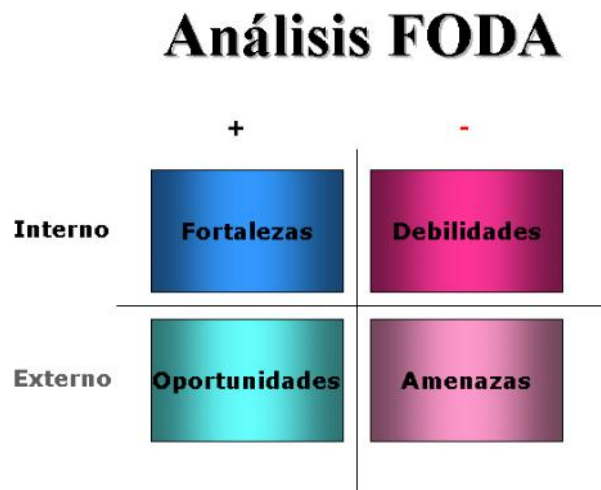 Análisis FODA
+ -
Interno Fortalezas Debilidades
Externo Oportunidades Amenazas